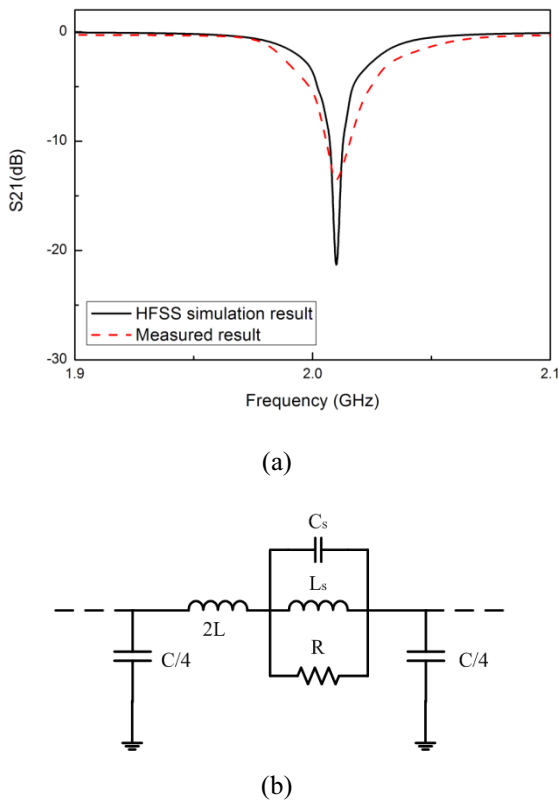 0
-10
-20
-30
S21(dB)
HFSS simulation result
Measured result
1.9
2.0
2.1
Frequency (GHz)
(a)
Cs
Ls
2L
R
C/4
C/4
(b)